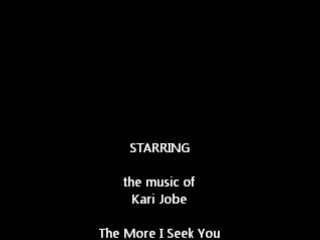 STARRING
the music of
Kari Jobe
The More I Seek You